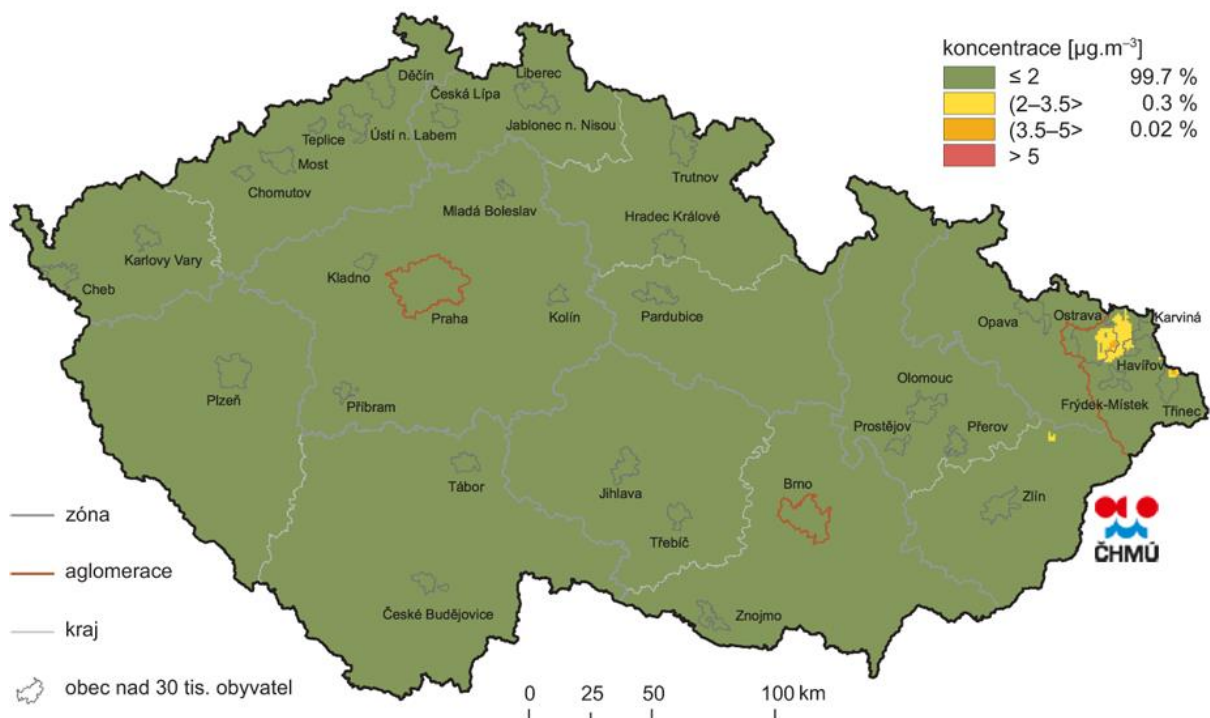 koncentrace [µg.m⁻³]
≤ 2 99.7 %
(2–3.5> 0.3 %
(3.5–5> 0.02 %
> 5
Děčín
Liberec
Česká Lípa
Jablonec n. Nisou
Ústí n. Labem
Teplice
Most
Chomutov
Trutnov
Mladá Boleslav
Hradec Králové
Karlovy Vary
Cheb
Kladno
Praha
Kolín
Pardubice
Opava
Ostrava
Karviná
Havířov
Frýdek-Místek
Třinec
Olomouc
Prostějov
Přerov
Plzeň
Příbram
Tábor
Jihlava
Třebíč
Brno
Zlín
ČHMÚ
České Budějovice
Znojmo
zóna
aglomerace
kraj
obec nad 30 tis. obyvatel
0 25 50 100 km